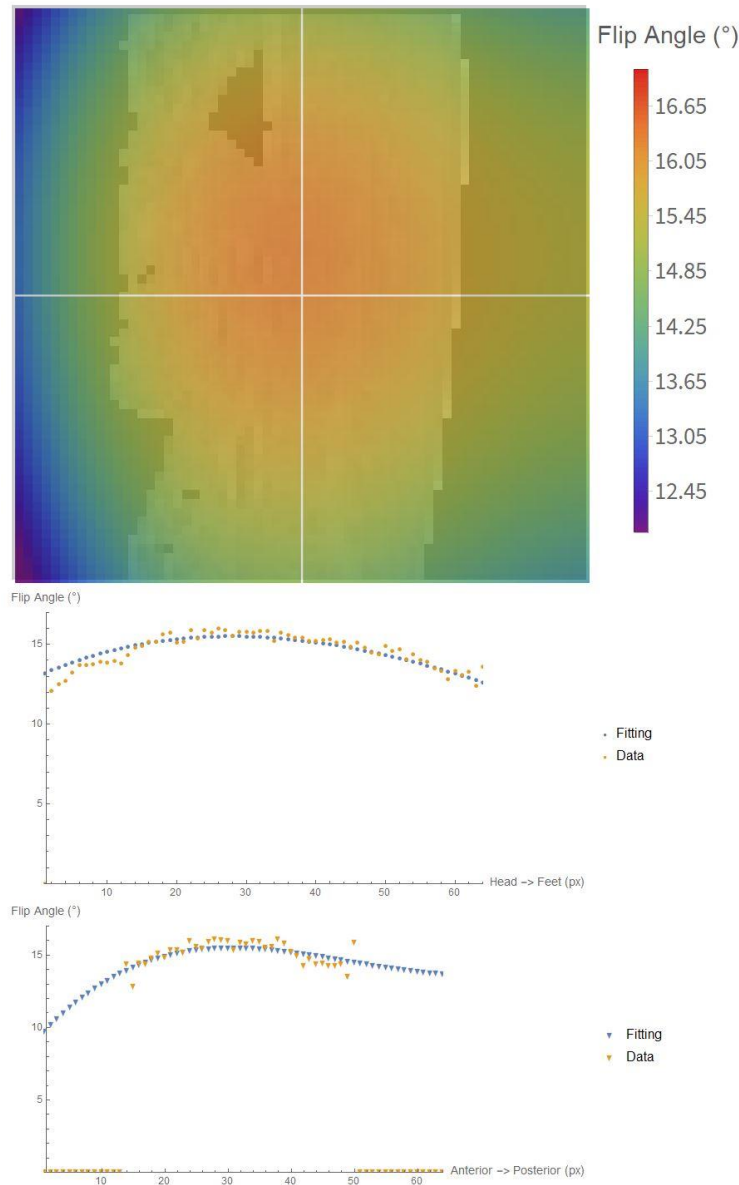 Flip Angle (°)
16.65
16.05
15.45
14.85
14.25
13.65
13.05
12.45
Flip Angle (°)
15
10
5
10
20
30
40
50
60
Head -> Feet (px)
Fitting
Data
Flip Angle (°)
15
10
5
10
20
30
40
50
60
Anterior -> Posterior (px)
Fitting
Data